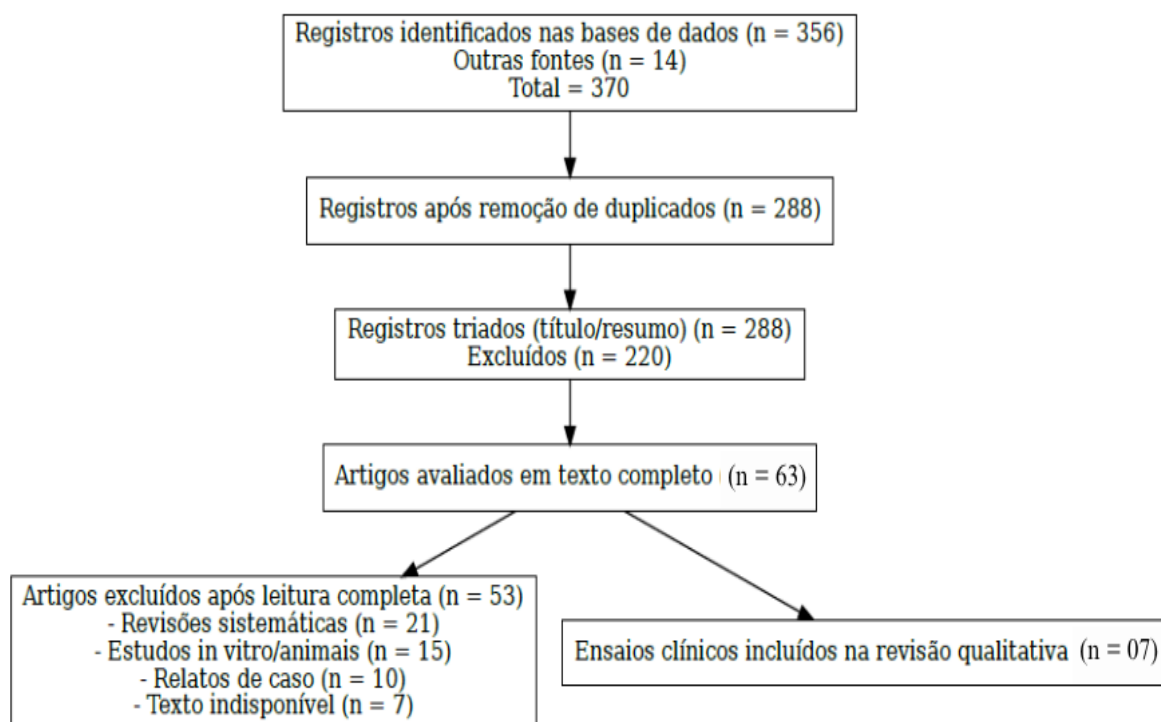 Registros identificados nas bases de dados (n = 356)
Outras fontes (n = 14)
Total = 370
Registros após remoção de duplicados (n = 288)
Registros triados (título/resumo) (n = 288)
Excluídos (n = 220)
Artigos avaliados em texto completo (n = 63)
Artigos excluídos após leitura completa (n = 53)
- Revisões sistemáticas (n = 21)
- Estudos in vitro/animais (n = 15)
- Relatos de caso (n = 10)
- Texto indisponível (n = 7)
Ensaios clínicos incluídos na revisão qualitativa (n = 07)